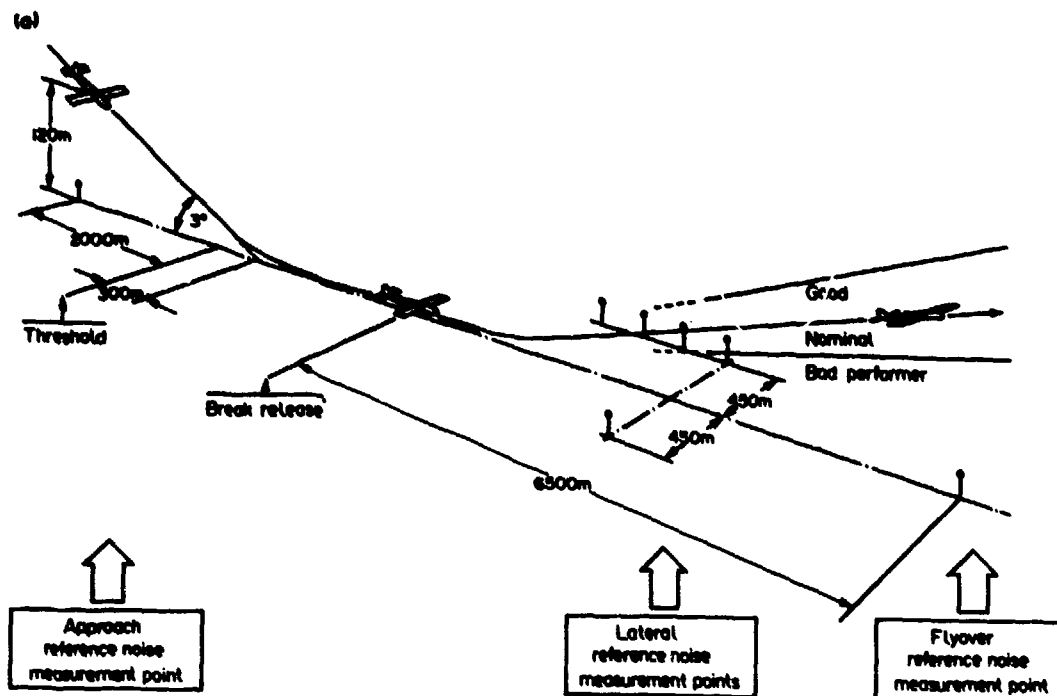 (a)
120m
3°
2000m
300m
Threshold
Break release
Grad
Nominal
Bad performer
450m
450m
6500m
Approach
reference noise
measurement point
Lateral
reference noise
measurement points
Flyover
reference noise
measurement point